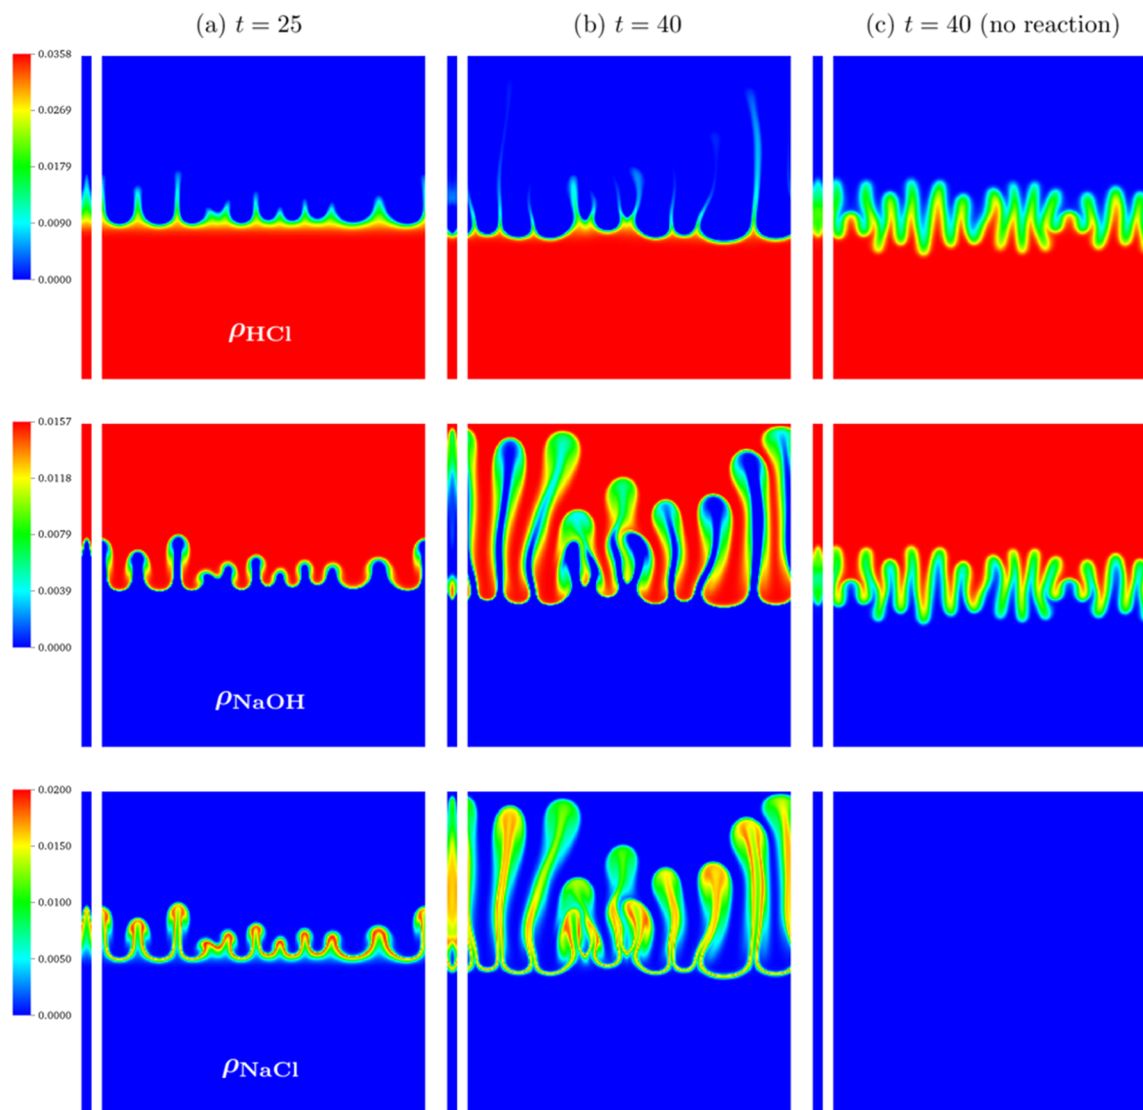 (a) t = 25
(b) t = 40
(c) t = 40 (no reaction)
0.0358
0.0269
0.0179
0.0090
0.0000
ρHCl
0.0157
0.0118
0.0079
0.0039
0.0000
ρNaOH
0.0200
0.0150
0.0100
0.0050
0.0000
ρNaCl